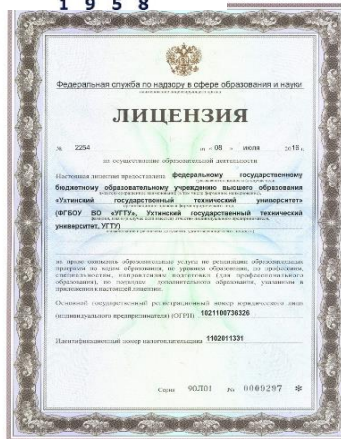 1958
Федеральная служба по надзору в сфере образования и науки
ЛИЦЕНЗИЯ
№ 2254 от « 08 » июля 2016 г.
на осуществление образовательной деятельности
Настоящая лицензия предоставлена федеральному государственному
бюджетному образовательному учреждению высшего образования
«Ухтинский государственный технический университет»
(ФГБОУ ВО «УГТУ», Ухтинский государственный технический
университет, УГТУ)
на право оказывать образовательные услуги по реализации образовательных
программ по видам образования, по уровням образования, по профессиям,
специальностям, направлениям подготовки (для профессионального
образования), по подвидам дополнительного образования, указанным в
приложении к настоящей лицензии.
Основной государственный регистрационный номер юридического лица
(индивидуального предпринимателя) (ОГРН) 1021100736326
Идентификационный номер налогоплательщика 1102011331
Серия 90Л01 № 0009297 *